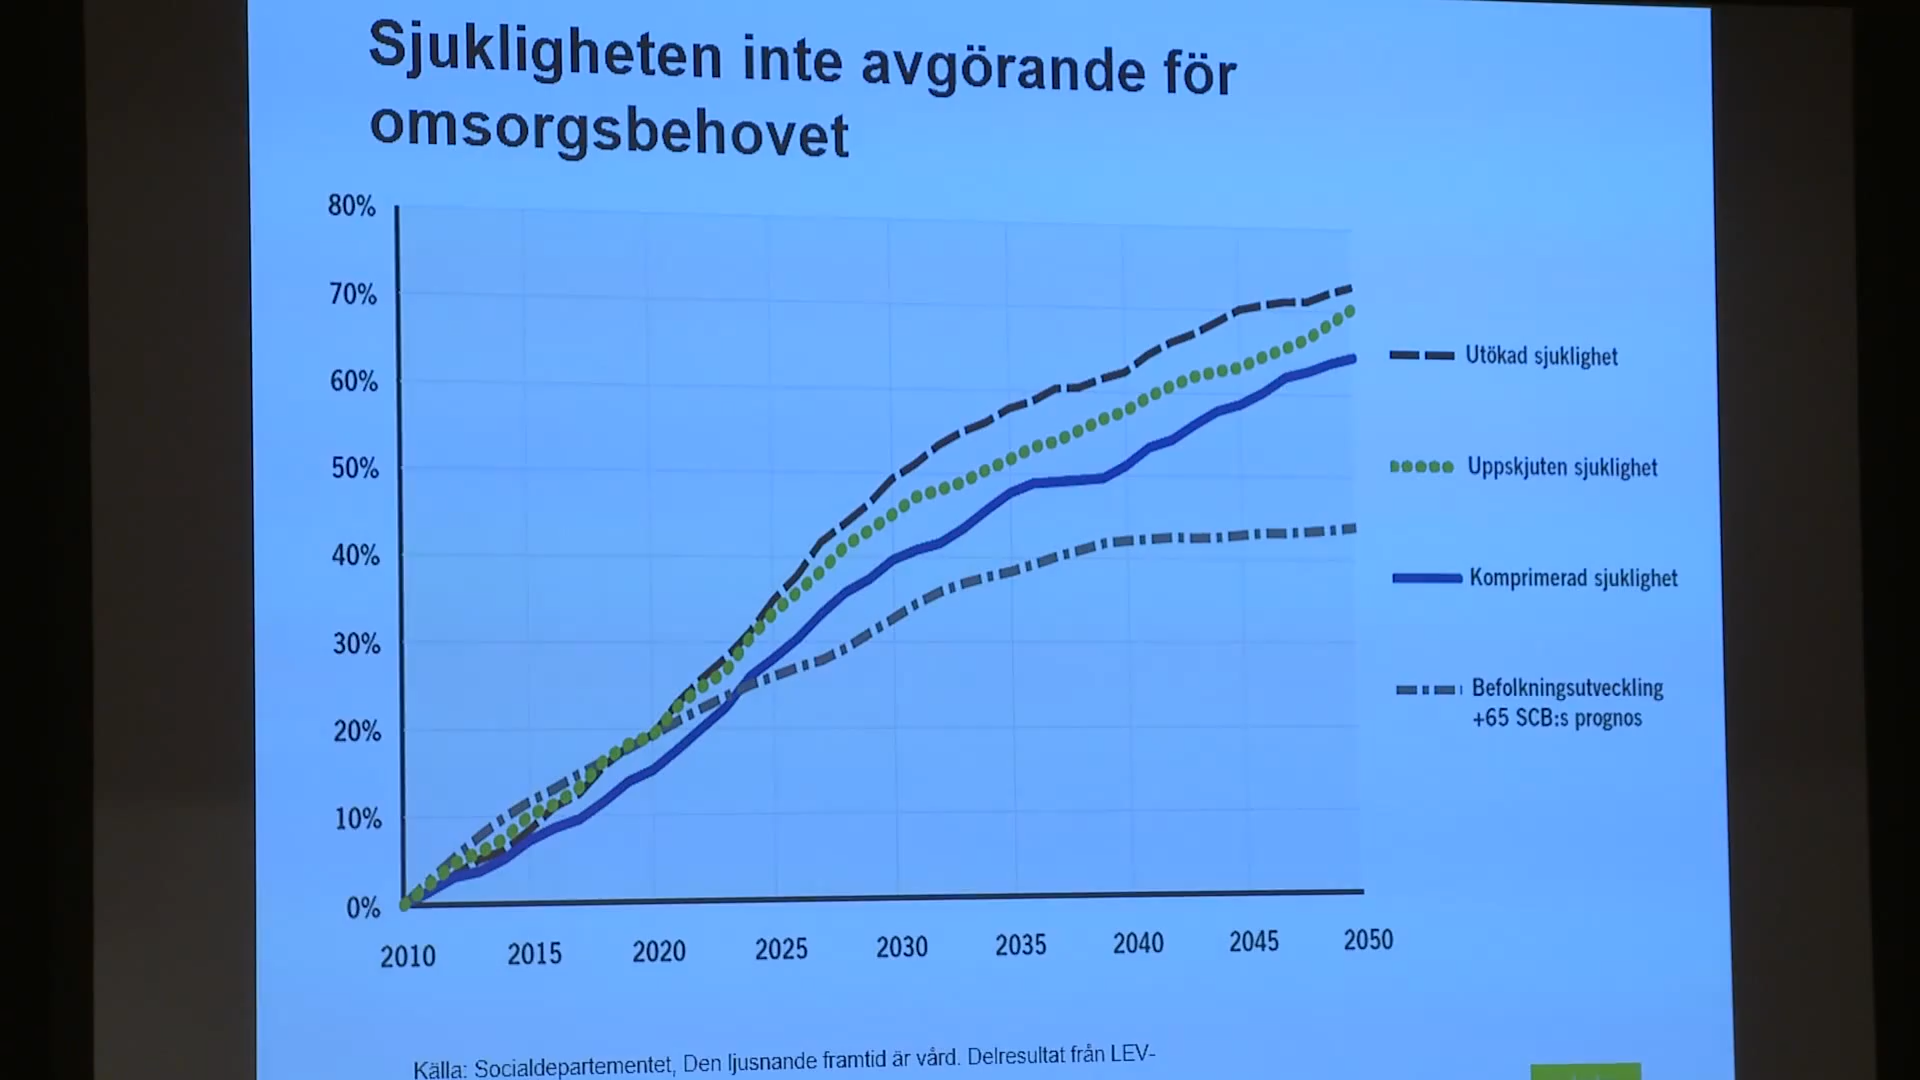 Sjukligheten inte avgörande för
omsorgsbehovet
80%
70%
60%
50%
40%
30%
20%
10%
0%
2010 2015 2020 2025 2030 2035 2040 2045 2050
Utökad sjuklighet
Uppskjuten sjuklighet
Komprimerad sjuklighet
Befolkningsutveckling
+65 SCB:s prognos
Källa: Socialdepartementet, Den ljusnande framtid är vård. Delresultat från LEV-